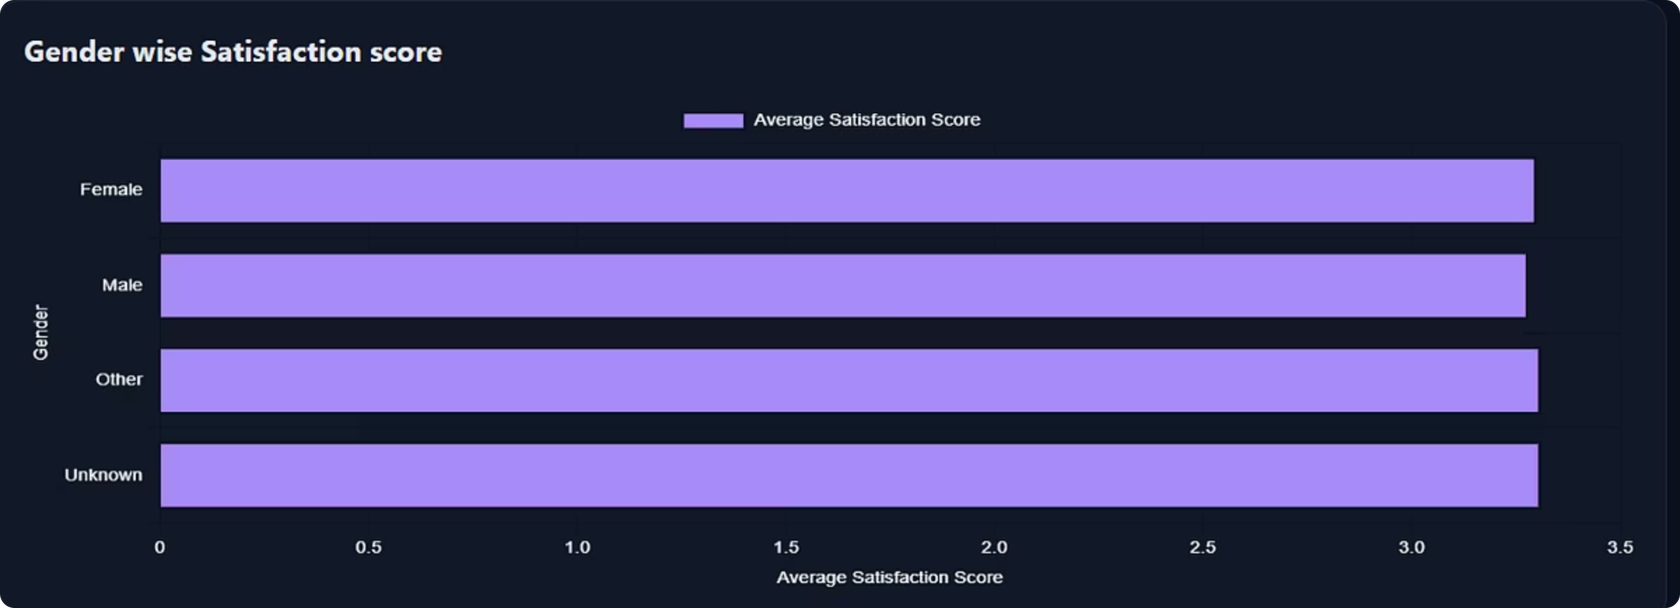 Gender wise Satisfaction score
Average Satisfaction Score
Female
Male
Other
Unknown
Gender
0 0.5 1.0 1.5 2.0 2.5 3.0 3.5
Average Satisfaction Score